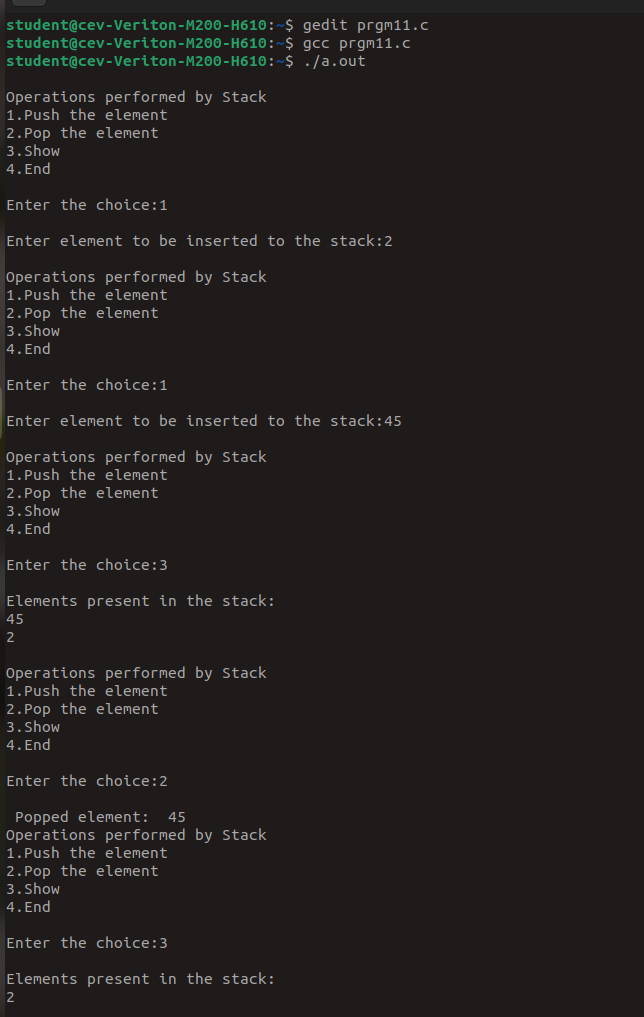 student@cev-Veriton-M200-H610:~$ gedit prgm11.c
student@cev-Veriton-M200-H610:~$ gcc prgm11.c
student@cev-Veriton-M200-H610:~$ ./a.out
Operations performed by Stack
1.Push the element
2.Pop the element
3.Show
4.End
Enter the choice:1
Enter element to be inserted to the stack:2
Operations performed by Stack
1.Push the element
2.Pop the element
3.Show
4.End
Enter the choice:1
Enter element to be inserted to the stack:45
Operations performed by Stack
1.Push the element
2.Pop the element
3.Show
4.End
Enter the choice:3
Elements present in the stack:
45
2
Operations performed by Stack
1.Push the element
2.Pop the element
3.Show
4.End
Enter the choice:2
Popped element:  45
Operations performed by Stack
1.Push the element
2.Pop the element
3.Show
4.End
Enter the choice:3
Elements present in the stack:
2